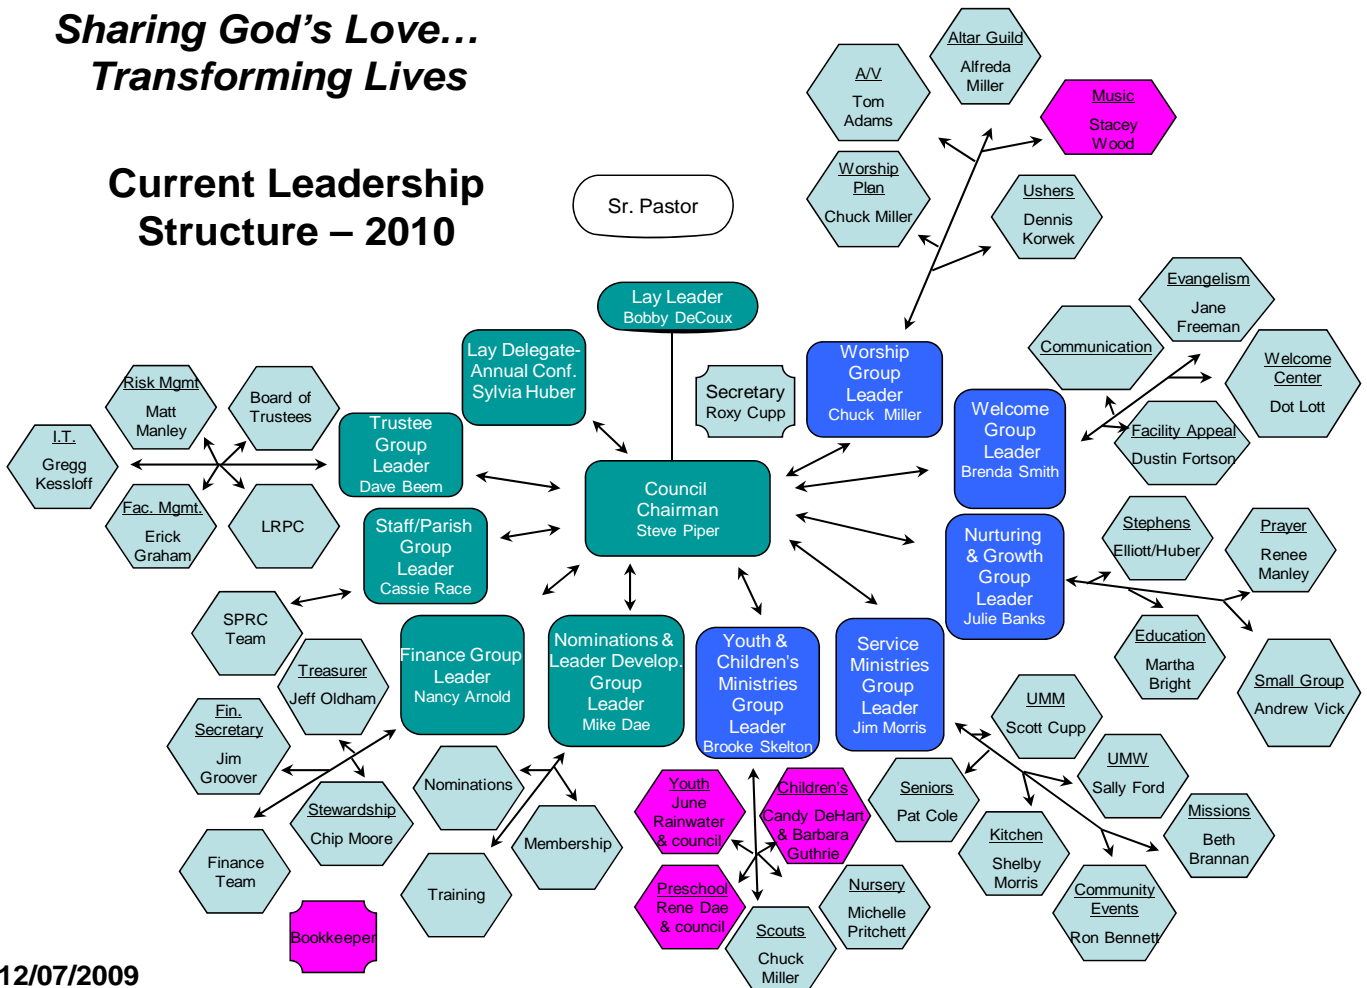 Sharing God's Love…
Transforming Lives
Current Leadership
Structure – 2010
Sr. Pastor
Lay Leader
Bobby DeCoux
Lay Delegate-
Annual Conf.
Sylvia Huber
Secretary
Roxy Cupp
Council
Chairman
Steve Piper
Trustee
Group
Leader
Dave Beem
Risk Mgmt
Matt
Manley
Board of
Trustees
I.T.
Gregg
Kessloff
Fac. Mgmt.
Erick
Graham
LRPC
Staff/Parish
Group
Leader
Cassie Race
SPRC
Team
Finance Group
Leader
Nancy Arnold
Treasurer
Jeff Oldham
Fin.
Secretary
Jim
Groover
Stewardship
Chip Moore
Finance
Team
Bookkeeper
Nominations &
Leader Develop.
Group
Leader
Mike Dae
Nominations
Membership
Training
Youth &
Children's
Ministries
Group
Leader
Brooke Skelton
Youth
June
Rainwater
& council
Children's
Candy DeHart
& Barbara
Guthrie
Preschool
Rene Dae
& council
Scouts
Chuck
Miller
Nursery
Michelle
Pritchett
Service
Ministries
Group
Leader
Jim Morris
UMM
Scott Cupp
UMW
Sally Ford
Seniors
Pat Cole
Kitchen
Shelby
Morris
Missions
Beth
Brannan
Community
Events
Ron Bennett
Nurturing
& Growth
Group
Leader
Julie Banks
Stephens
Elliott/Huber
Prayer
Renee
Manley
Education
Martha
Bright
Small Group
Andrew Vick
Welcome
Group
Leader
Brenda Smith
Communication
Evangelism
Jane
Freeman
Welcome
Center
Dot Lott
Facility Appeal
Dustin Fortson
Worship
Group
Leader
Chuck Miller
A/V
Tom
Adams
Altar Guild
Alfreda
Miller
Music
Stacey
Wood
Worship
Plan
Chuck Miller
Ushers
Dennis
Korwek
12/07/2009